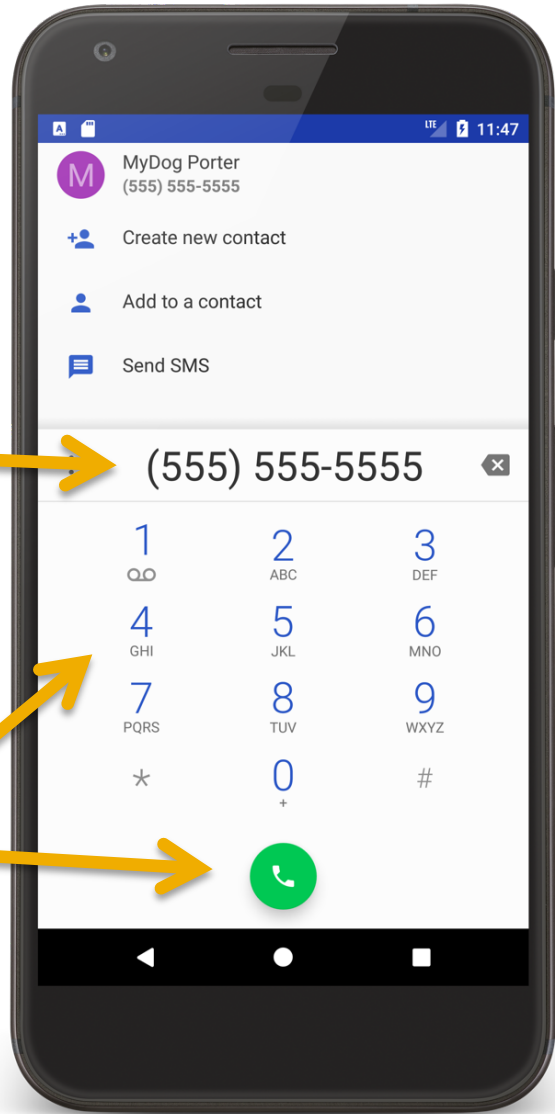 LTE 11:47
M
MyDog Porter
(555) 555-5555
Create new contact
Add to a contact
Send SMS
(555) 555-5555
1 2 3
ABC DEF
4 5 6
GHI JKL MNO
7 8 9
PQRS TUV WXYZ
* 0 #
+